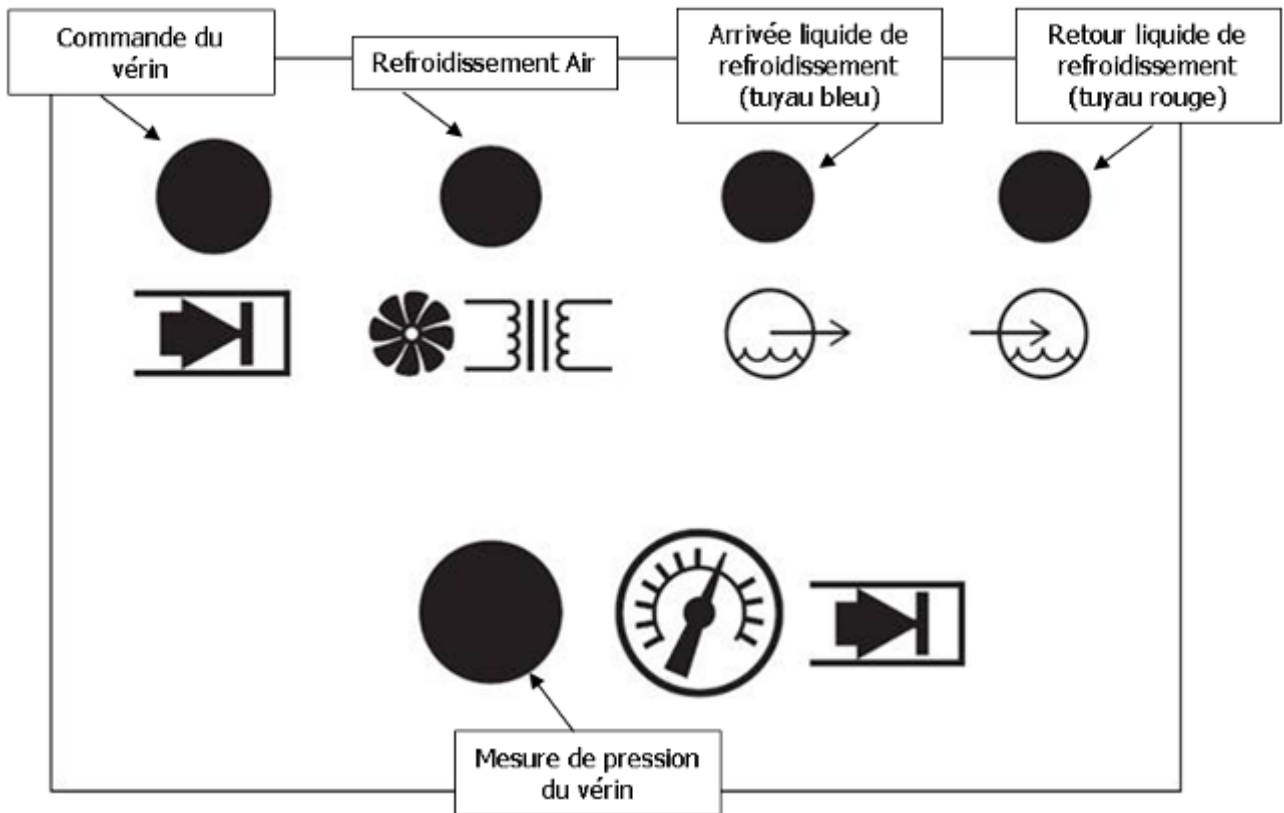 Commande du
vérin
Refroidissement Air
Arrivée liquide de
refroidissement
(tuyau bleu)
Retour liquide de
refroidissement
(tuyau rouge)
Mesure de pression
du vérin